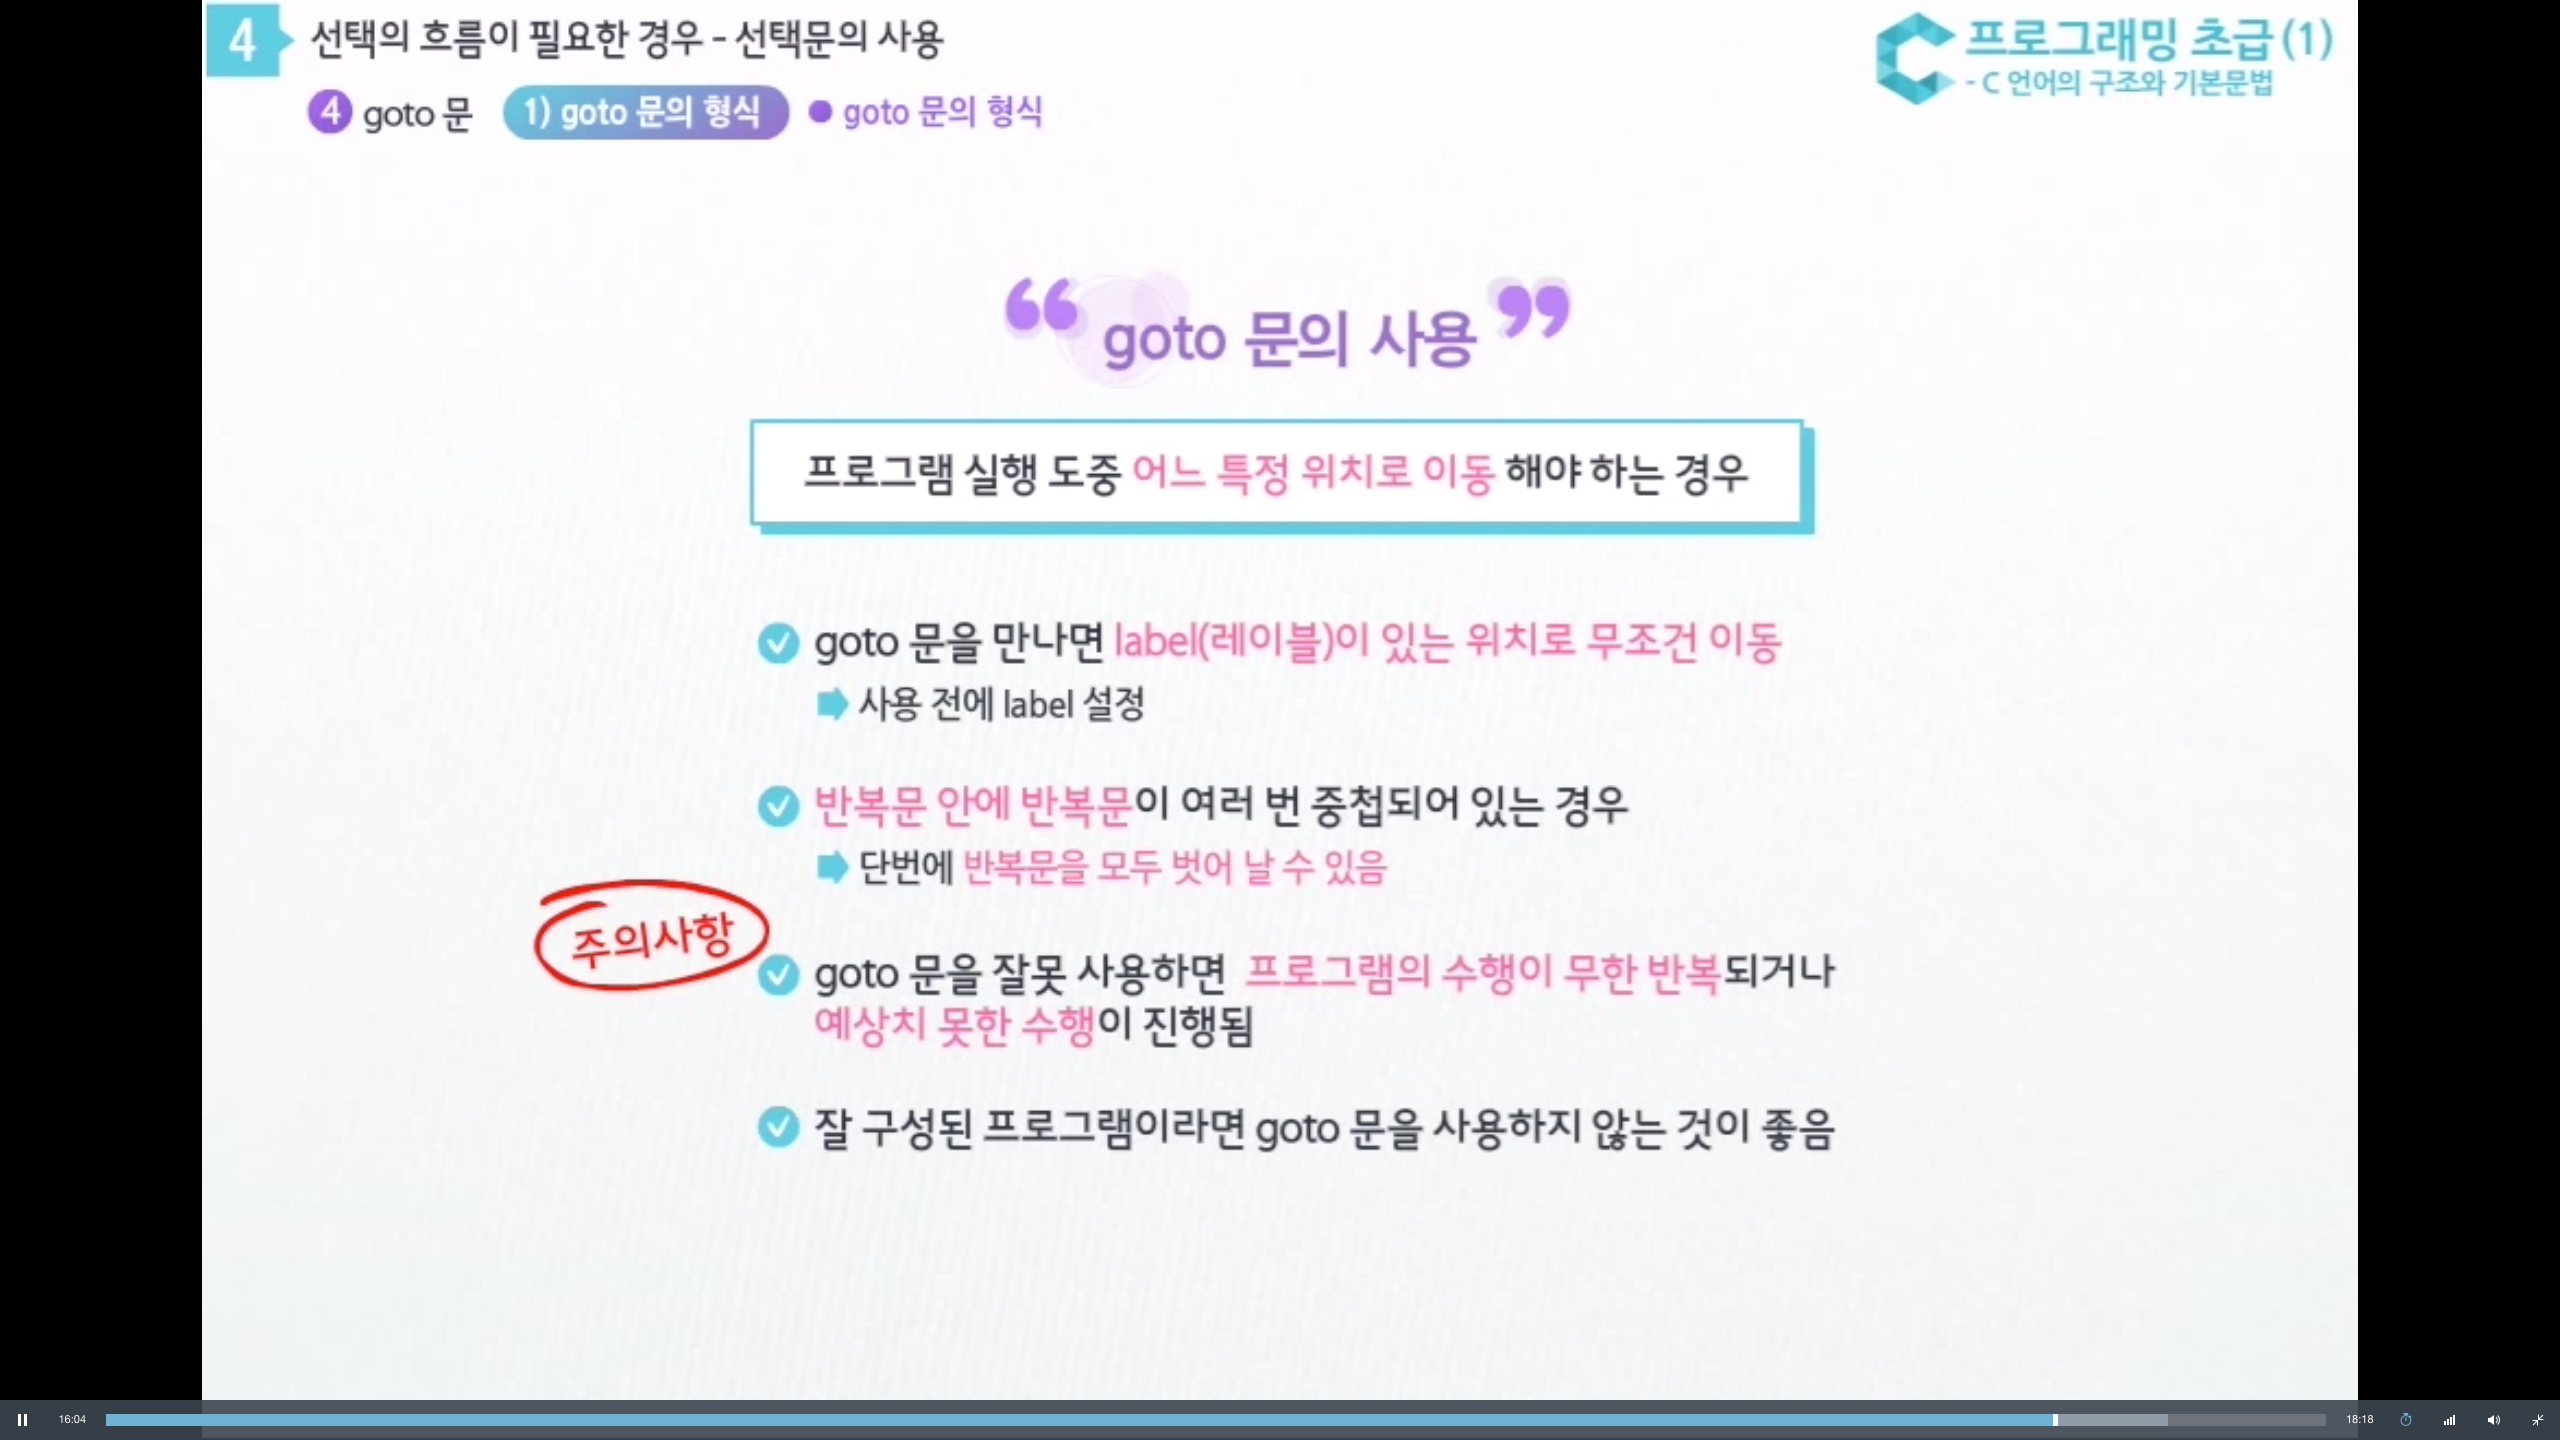 4 선택의 흐름이 필요한 경우 - 선택문의 사용
프로그래밍 초급(1)
- C 언어의 구조와 기본문법
4 goto 문 1) goto 문의 형식 ● goto 문의 형식
“ goto 문의 사용 ”
프로그램 실행 도중 어느 특정 위치로 이동 해야 하는 경우
goto 문을 만나면 label(레이블)이 있는 위치로 무조건 이동
사용 전에 label 설정
반복문 안에 반복문이 여러 번 중첩되어 있는 경우
단번에 반복문을 모두 벗어 날 수 있음
주의사항
goto 문을 잘못 사용하면 프로그램의 수행이 무한 반복되거나
예상치 못한 수행이 진행됨
잘 구성된 프로그램이라면 goto 문을 사용하지 않는 것이 좋음
16:04 18:18